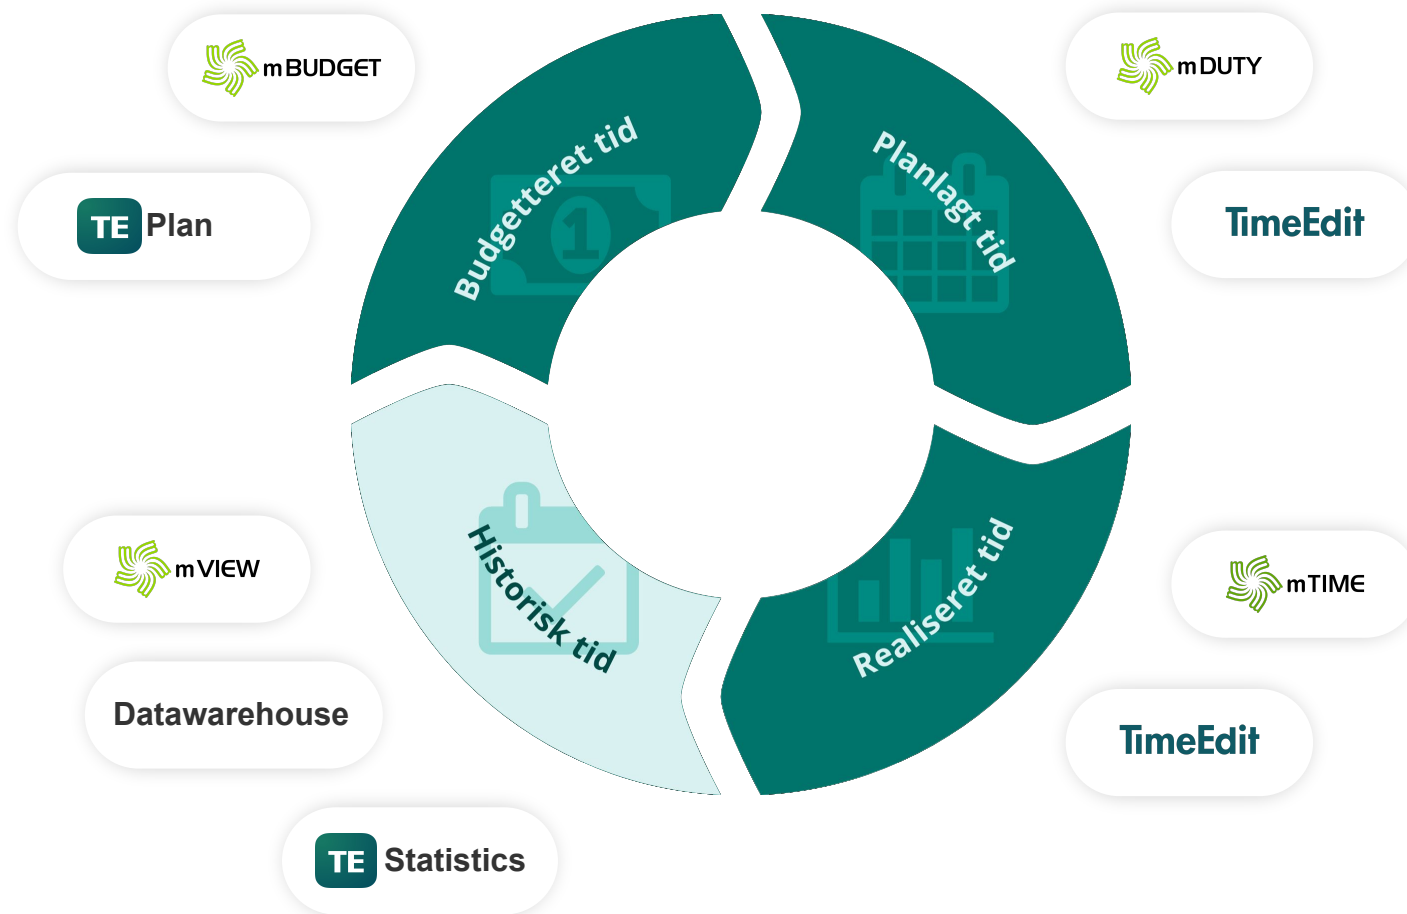 mBUDGET
mDUTY
Budgetteret tid
Planlagt tid
TE Plan
TimeEdit
1
Historisk tid
Realiseret tid
mVIEW
mTIME
Datawarehouse
TimeEdit
TE Statistics